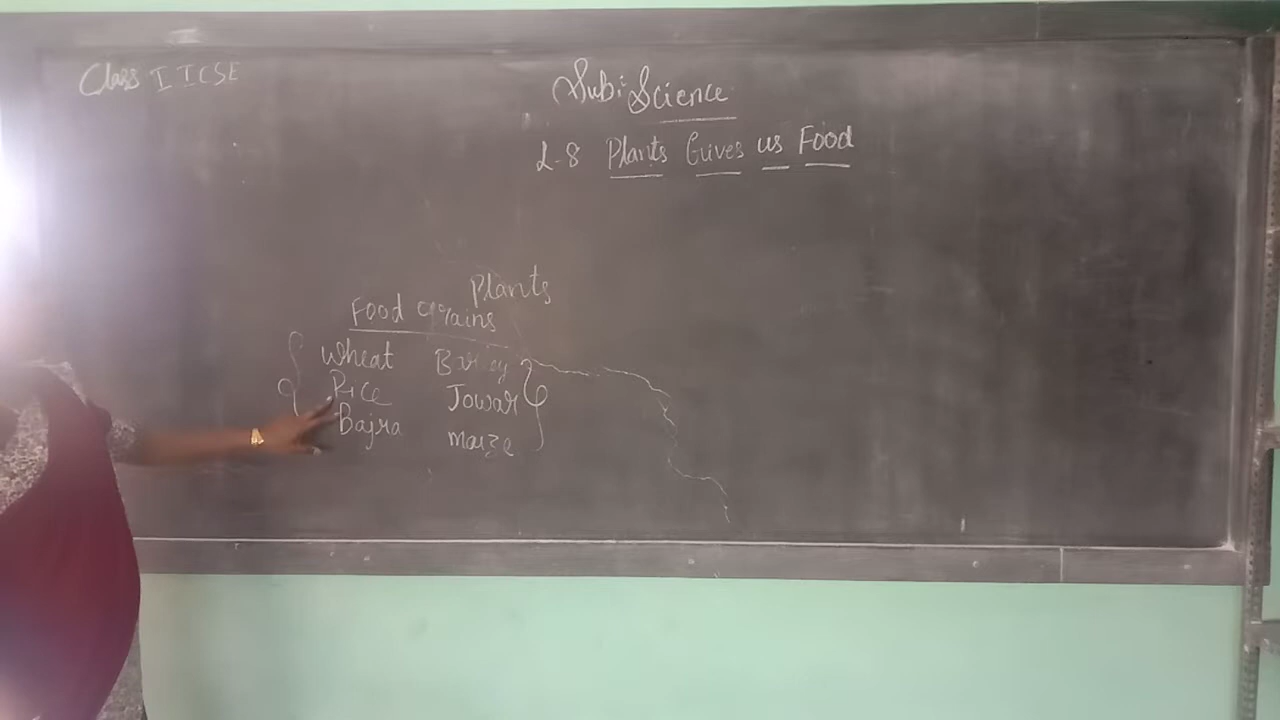 Class I ICSE
Sub: Science
L-8 Plants Gives us Food
Plants
Food grains
Wheat Barley
Rice Jowar
Bajra maize